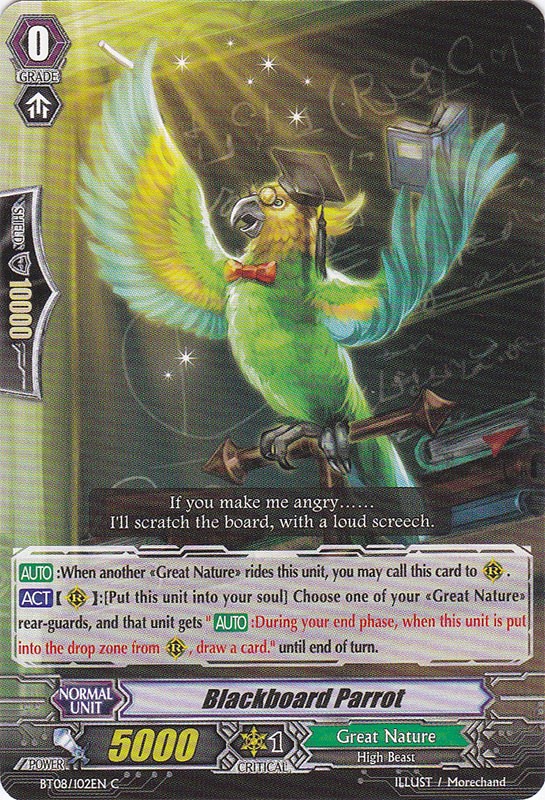 0
GRADE
SHIELD
10000
If you make me angry......
I'll scratch the board, with a loud screech.
AUTO :When another «Great Nature» rides this unit, you may call this card to R .
ACT【 R 】:[Put this unit into your soul] Choose one of your «Great Nature»
rear-guards, and that unit gets " AUTO :During your end phase, when this unit is put
into the drop zone from R , draw a card." until end of turn.
NORMAL
UNIT
Blackboard Parrot
POWER
5000
1
CRITICAL
Great Nature
High Beast
BT08/102EN C
ILLUST / Morechand